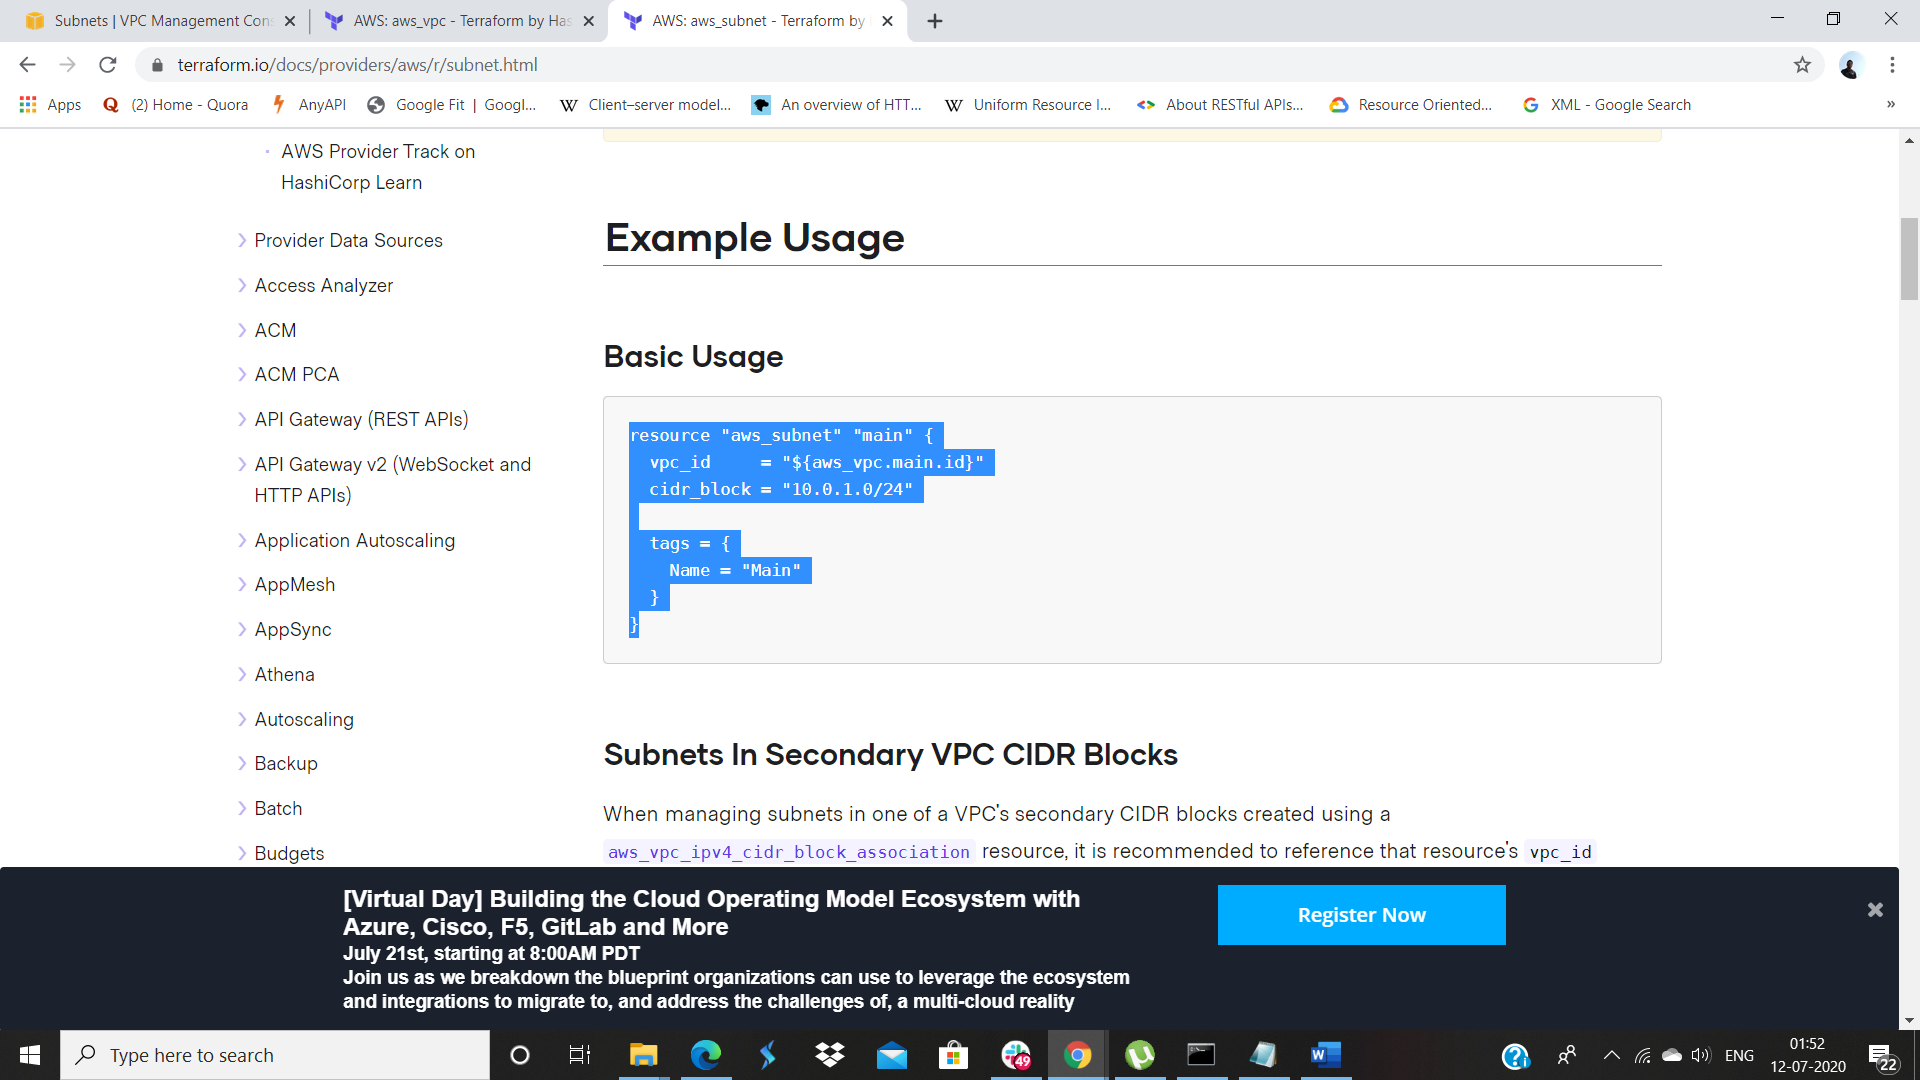 Subnets | VPC Management Con
AWS: aws_vpc - Terraform by Has
AWS: aws_subnet - Terraform by
terraform.io/docs/providers/aws/r/subnet.html
Apps
(2) Home - Quora
AnyAPI
Google Fit | Googl...
Client–server model...
An overview of HTT...
Uniform Resource I...
About RESTful APIs...
Resource Oriented...
XML - Google Search
»
AWS Provider Track on
HashiCorp Learn
Provider Data Sources
Access Analyzer
ACM
ACM PCA
API Gateway (REST APIs)
API Gateway v2 (WebSocket and
HTTP APIs)
Application Autoscaling
AppMesh
AppSync
Athena
Autoscaling
Backup
Batch
Budgets
Example Usage
Basic Usage
resource "aws_subnet" "main" {
  vpc_id     = "${aws_vpc.main.id}"
  cidr_block = "10.0.1.0/24"
  tags = {
    Name = "Main"
  }
}
Subnets In Secondary VPC CIDR Blocks
When managing subnets in one of a VPC's secondary CIDR blocks created using a
aws_vpc_ipv4_cidr_block_association resource, it is recommended to reference that resource's vpc_id
[Virtual Day] Building the Cloud Operating Model Ecosystem with
Azure, Cisco, F5, GitLab and More
July 21st, starting at 8:00AM PDT
Join us as we breakdown the blueprint organizations can use to leverage the ecosystem
and integrations to migrate to, and address the challenges of, a multi-cloud reality
Register Now
Type here to search
49
ENG
01:52
12-07-2020
22